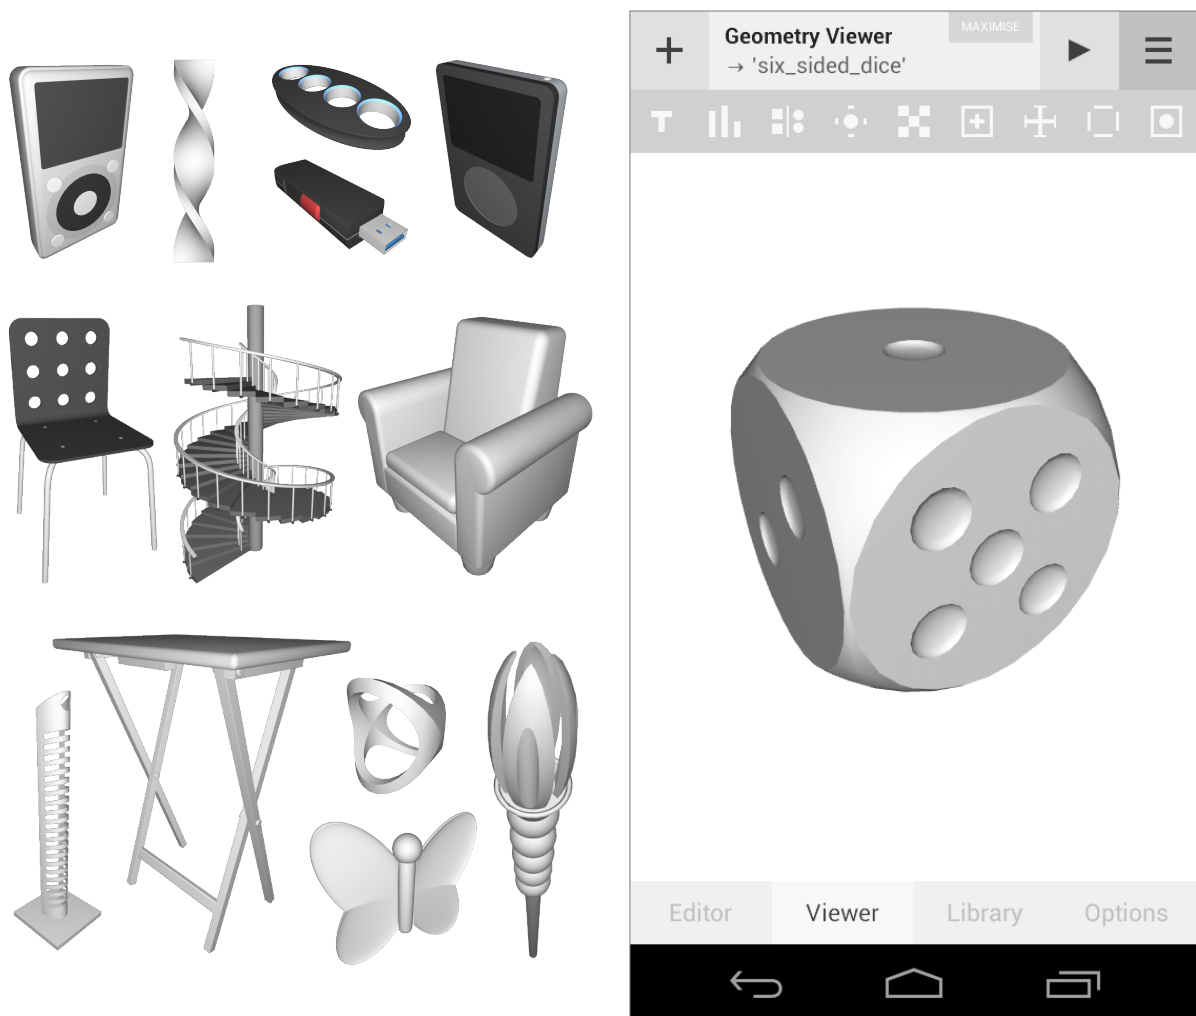 Geometry Viewer
MAXIMISE
→ 'six_sided_dice'
Editor
Viewer
Library
Options